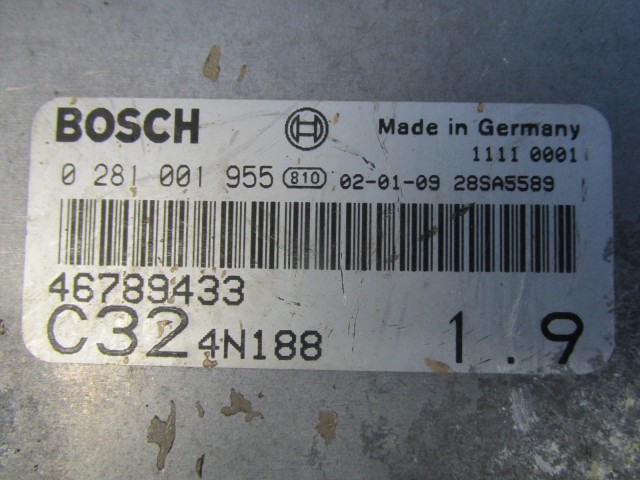 BOSCH Made in Germany
1111 0001
0 281 001 955 810 02-01-09 28SA5589
46789433
C32 4N188 1.9